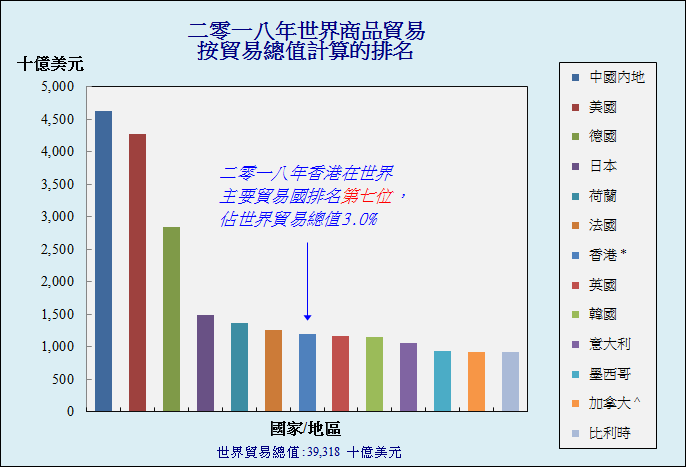 二零一八年世界商品貿易
按貿易總值計算的排名
十億美元
5,000
4,500
4,000
3,500
3,000
2,500
2,000
1,500
1,000
500
0
二零一八年香港在世界
主要貿易國排名第七位，
佔世界貿易總值3.0%
國家/地區
世界貿易總值:39,318 十億美元
中國內地
美國
德國
日本
荷蘭
法國
香港*
英國
韓國
意大利
墨西哥
加拿大^
比利時